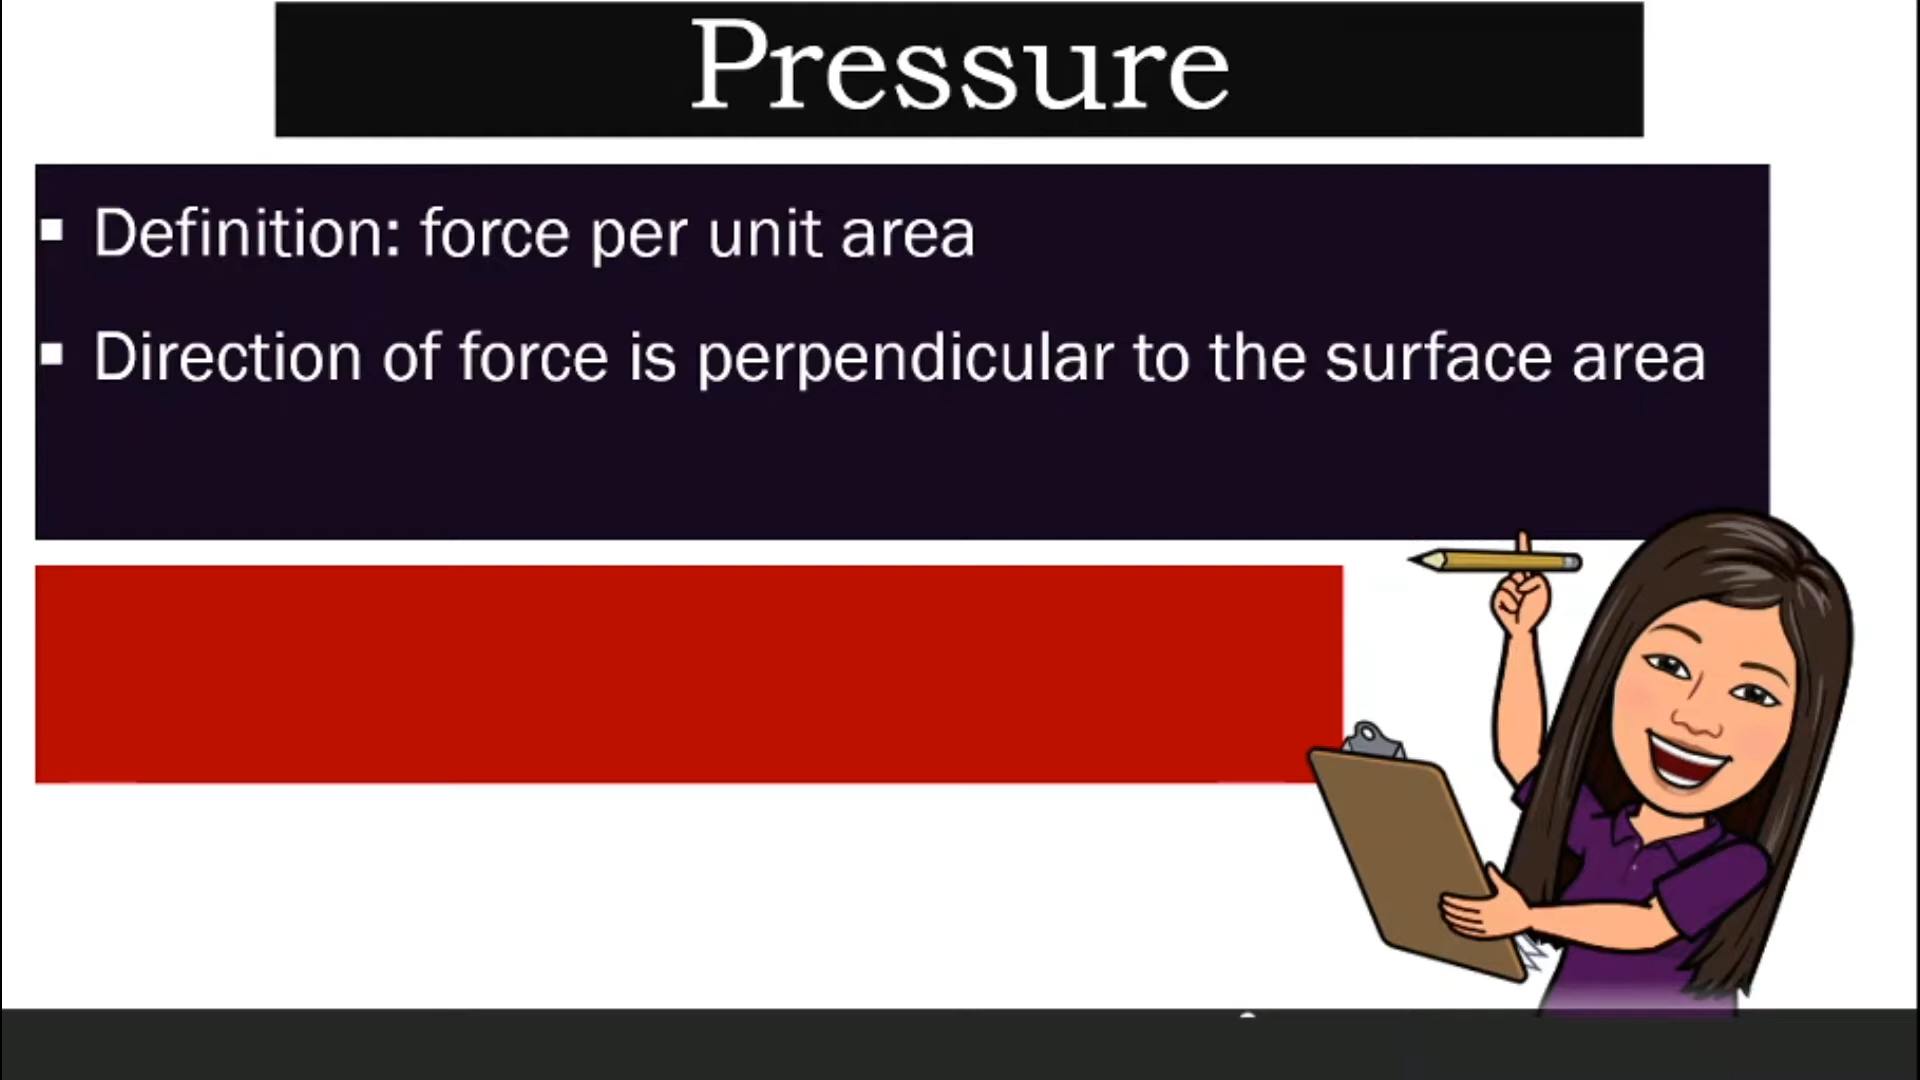 Pressure
▪ Definition: force per unit area
▪ Direction of force is perpendicular to the surface area